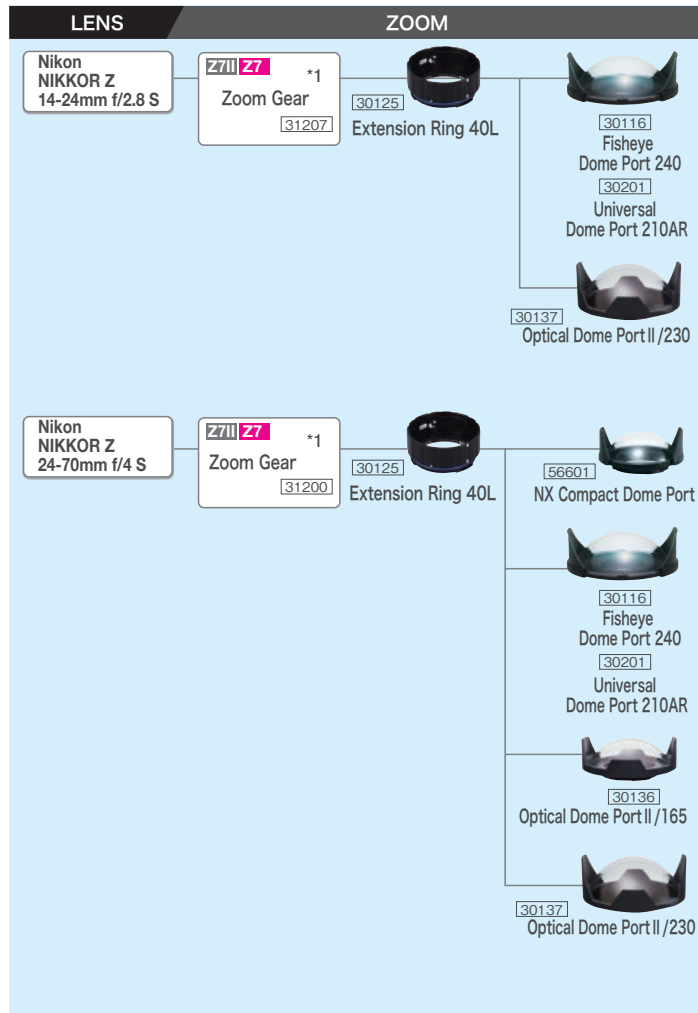 LENS
ZOOM
Nikon
NIKKOR Z
14-24mm f/2.8 S
Z7II Z7
*1
Zoom Gear
31207
30125
Extension Ring 40L
30116
Fisheye
Dome Port 240
30201
Universal
Dome Port 210AR
30137
Optical Dome Port II /230
Nikon
NIKKOR Z
24-70mm f/4 S
Z7II Z7
*1
Zoom Gear
31200
30125
Extension Ring 40L
56601
NX Compact Dome Port
30116
Fisheye
Dome Port 240
30201
Universal
Dome Port 210AR
30136
Optical Dome Port II /165
30137
Optical Dome Port II /230